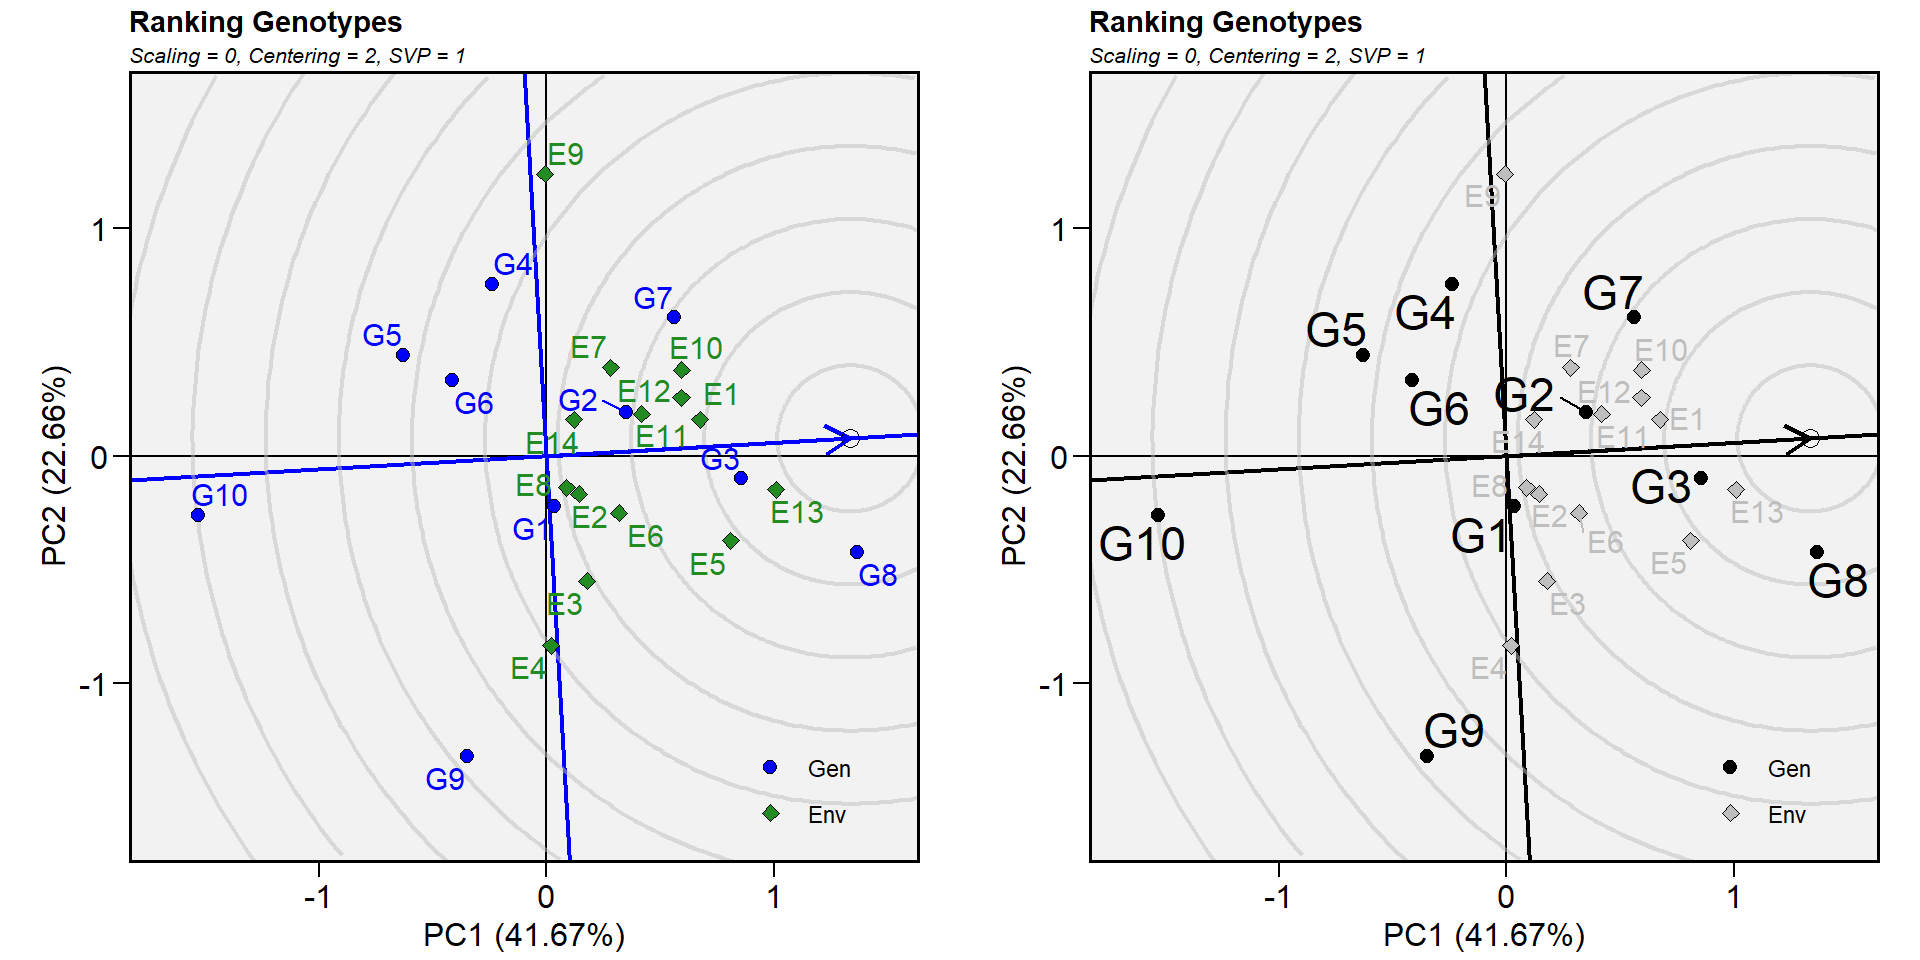 Ranking Genotypes
Scaling = 0, Centering = 2, SVP = 1
E9
1
G4
G7
G5
E7
E10
E12
G6
G2
E1
E14
E11
0
G3
G10
E8
E2
E13
G1
E6
E5
G8
E3
E4
-1
G9
Gen
Env
-1
0
1
PC1 (41.67%)
PC2 (22.66%)
Ranking Genotypes
Scaling = 0, Centering = 2, SVP = 1
E9
1
G7
G4
G5
E7
E10
E12
G2
G6
E1
E14
E11
0
G3
E8
E2
E13
G1
G10
E6
E5
G8
E3
E4
-1
G9
Gen
Env
-1
0
1
PC1 (41.67%)
PC2 (22.66%)